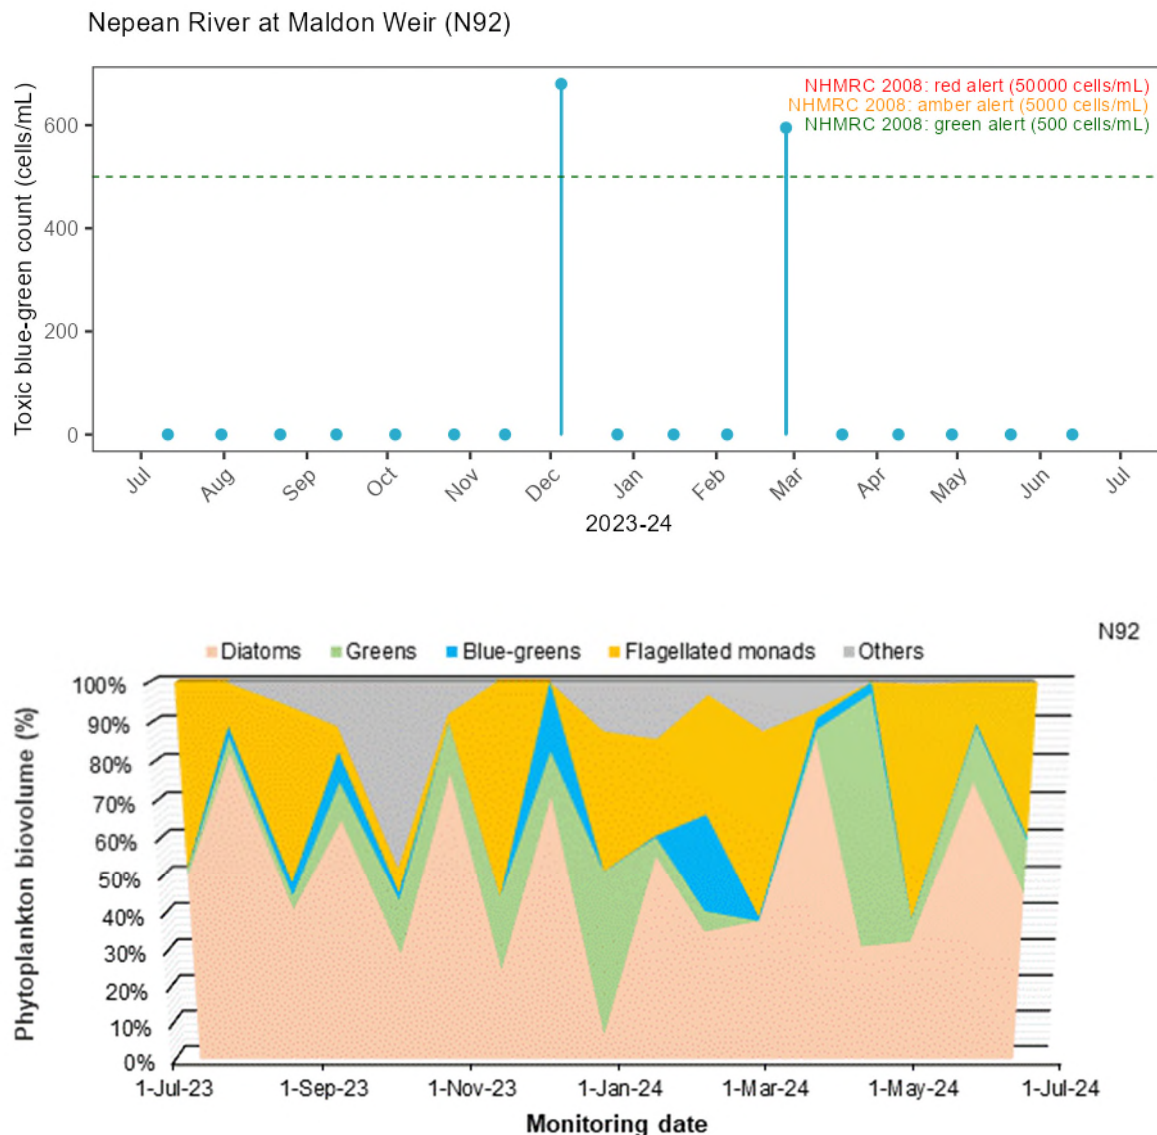 Nepean River at Maldon Weir (N92)
Toxic blue-green count (cells/mL)
NHMRC 2008: red alert (50000 cells/mL)
NHMRC 2008: amber alert (5000 cells/mL)
NHMRC 2008: green alert (500 cells/mL)
600
400
200
0
Jul Aug Sep Oct Nov Dec Jan Feb Mar Apr May Jun Jul
2023-24
N92
Diatoms Greens Blue-greens Flagellated monads Others
Phytoplankton biovolume (%)
100%
90%
80%
70%
60%
50%
40%
30%
20%
10%
0%
1-Jul-23 1-Sep-23 1-Nov-23 1-Jan-24 1-Mar-24 1-May-24 1-Jul-24
Monitoring date